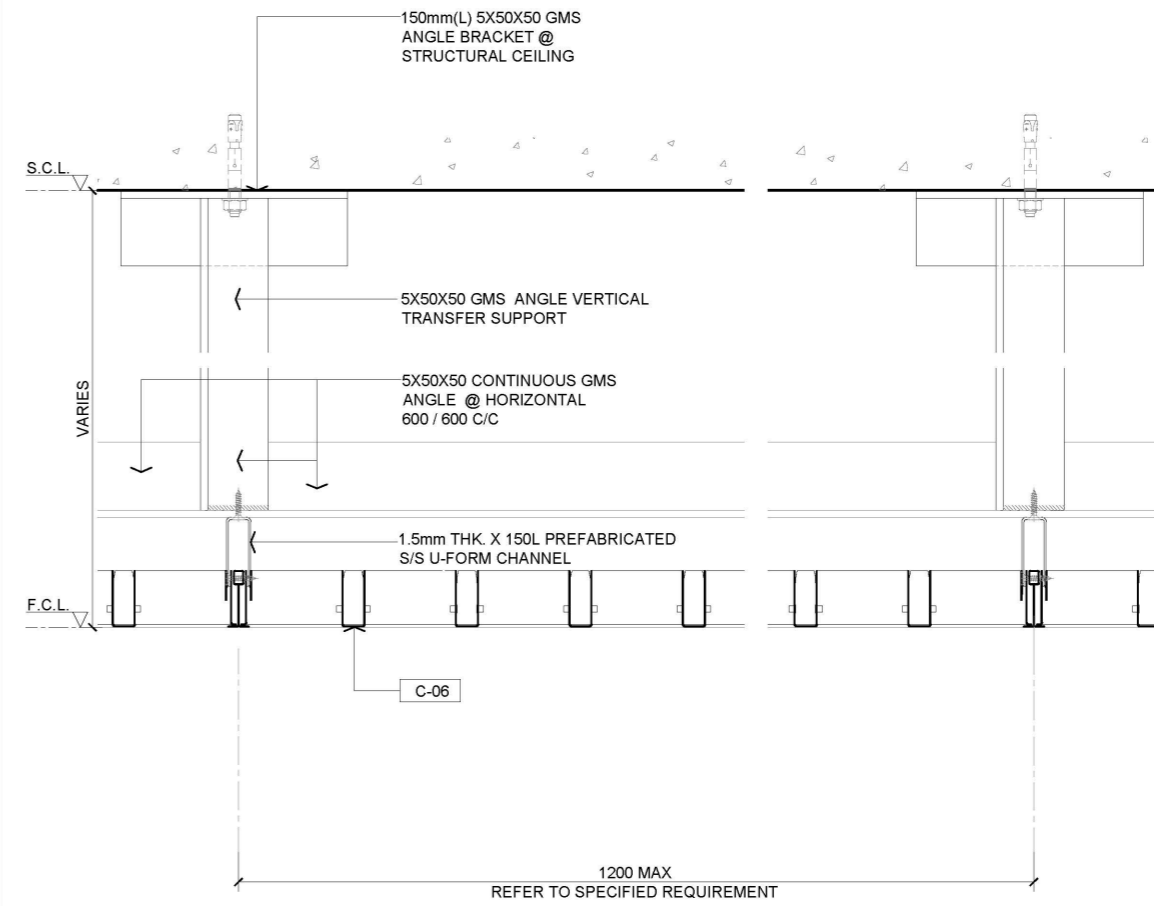 150mm(L) 5X50X50 GMS
ANGLE BRACKET @
STRUCTURAL CEILING
S.C.L.
5X50X50 GMS ANGLE VERTICAL
TRANSFER SUPPORT
VARIES
5X50X50 CONTINUOUS GMS
ANGLE @ HORIZONTAL
600 / 600 C/C
1.5mm THK. X 150L PREFABRICATED
S/S U-FORM CHANNEL
F.C.L.
C-06
1200 MAX
REFER TO SPECIFIED REQUIREMENT